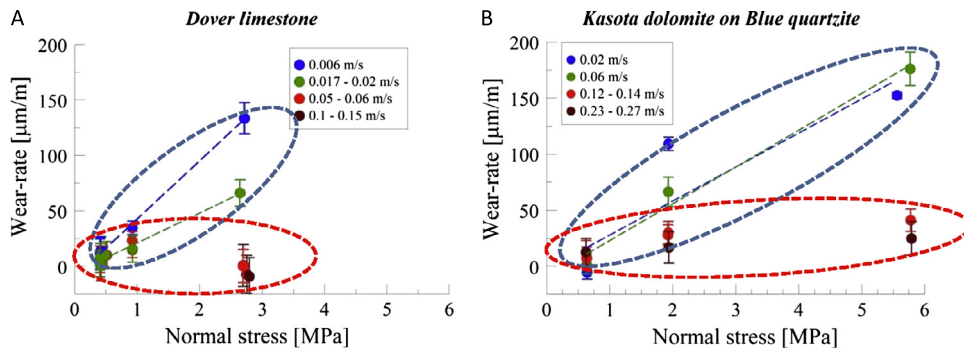 A
Dover limestone
200
150
100
50
0
Wear-rate [μm/m]
0.006 m/s
0.017 - 0.02 m/s
0.05 - 0.06 m/s
0.1 - 0.15 m/s
0 1 2 3 4 5 6
Normal stress [MPa]
B
Kasota dolomite on Blue quartzite
200
150
100
50
0
Wear-rate [μm/m]
0.02 m/s
0.06 m/s
0.12 - 0.14 m/s
0.23 - 0.27 m/s
0 1 2 3 4 5 6
Normal stress [MPa]